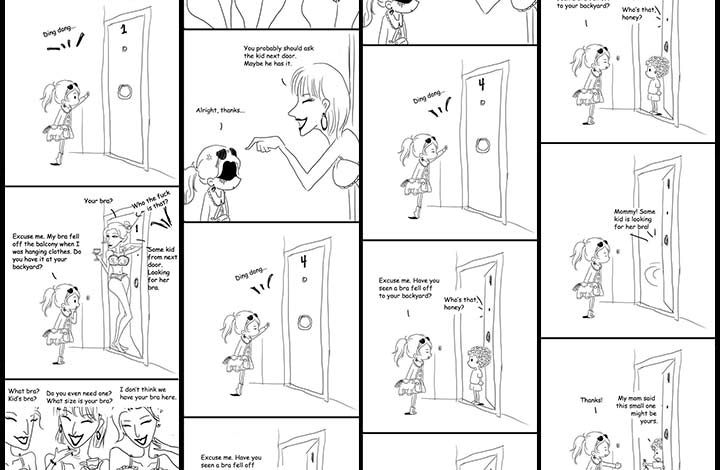 Ding dong...
1
Your bra?
Who the fuck
is that?
1
Excuse me. My bra fell
off the balcony when I
was hanging clothes. Do
you have it at your
backyard?
Some kid
from next
door.
Looking
for her
bra.
What bra?
Kid's bra?
Do you even need one?
What size is your bra?
I don't think we
have your bra here.
You probably should ask
the kid next door.
Maybe he has it.
Alright, thanks...
Ding dong...
4
Excuse me. Have you
seen a bra fell off
Ding dong...
4
Excuse me. Have you
seen a bra fell off
to your backyard?
Who's that,
honey?
to your backyard?
Who's that,
honey?
Mommy! Some
kid is looking
for her bra!
Thanks!
My mom said
this small one
might be
yours.